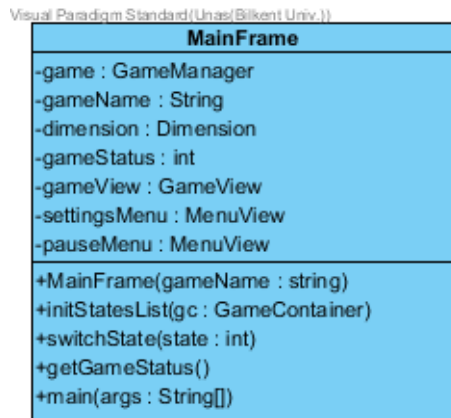 Visual Paradigm Standard(Unas(Bilkent Univ.))
MainFrame
-game : GameManager
-gameName : String
-dimension : Dimension
-gameStatus : int
-gameView : GameView
-settingsMenu : MenuView
-pauseMenu : MenuView
+MainFrame(gameName : string)
+initStatesList(gc : GameContainer)
+switchState(state : int)
+getGameStatus()
+main(args : String[])